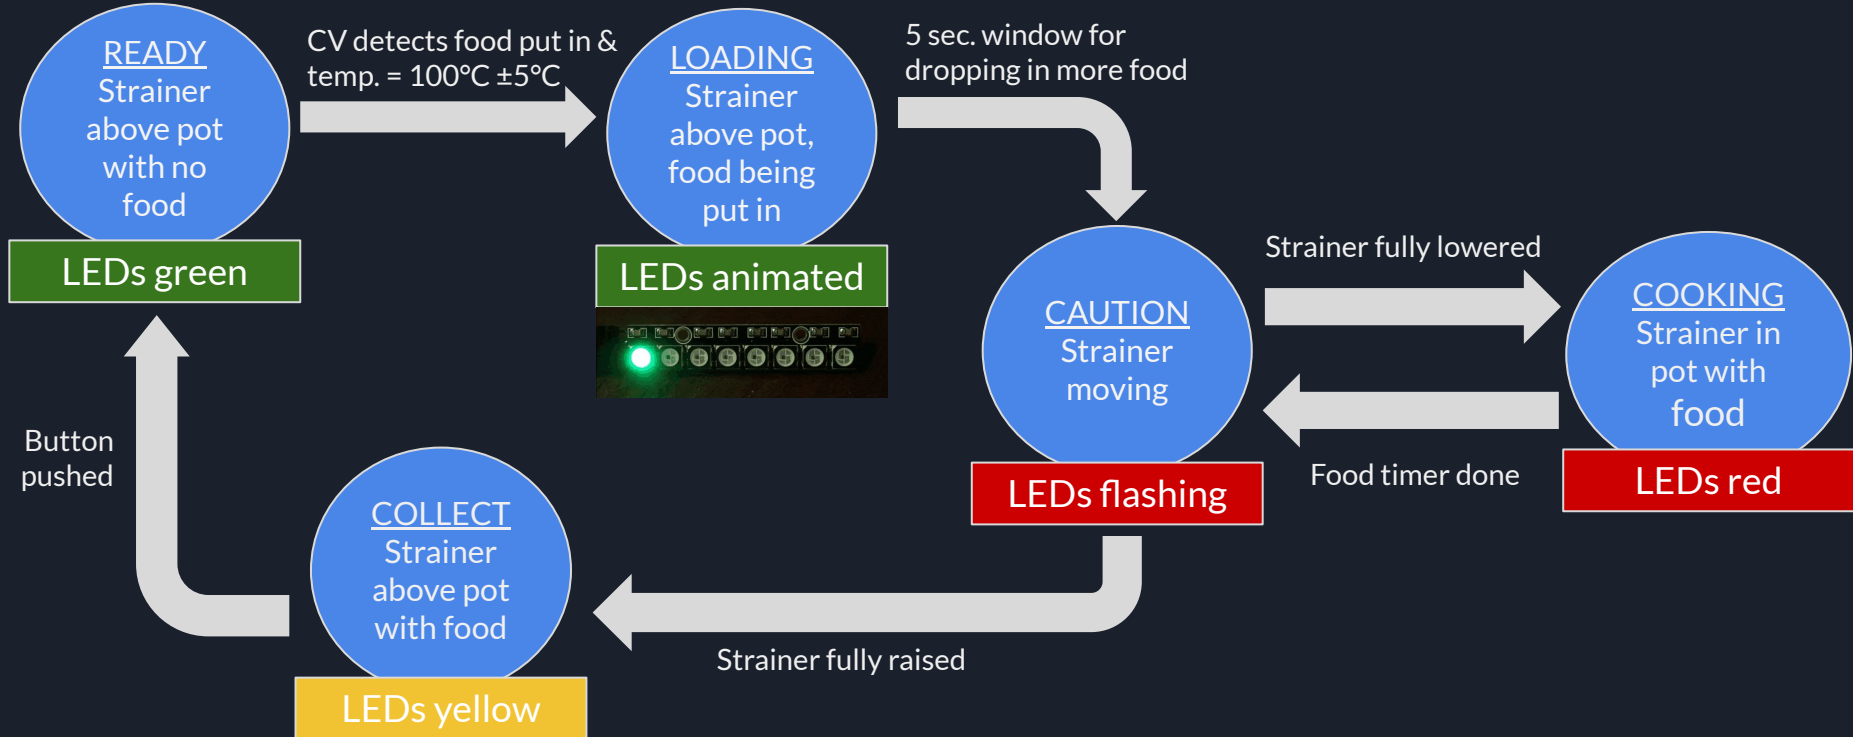 READY
Strainer
above pot
with no
food
LEDs green
CV detects food put in &
temp. = 100°C ±5°C
LOADING
Strainer
above pot,
food being
put in
LEDs animated
5 sec. window for
dropping in more food
CAUTION
Strainer
moving
LEDs flashing
Strainer fully lowered
COOKING
Strainer in
pot with
food
LEDs red
Food timer done
Strainer fully raised
COLLECT
Strainer
above pot
with food
LEDs yellow
Button
pushed